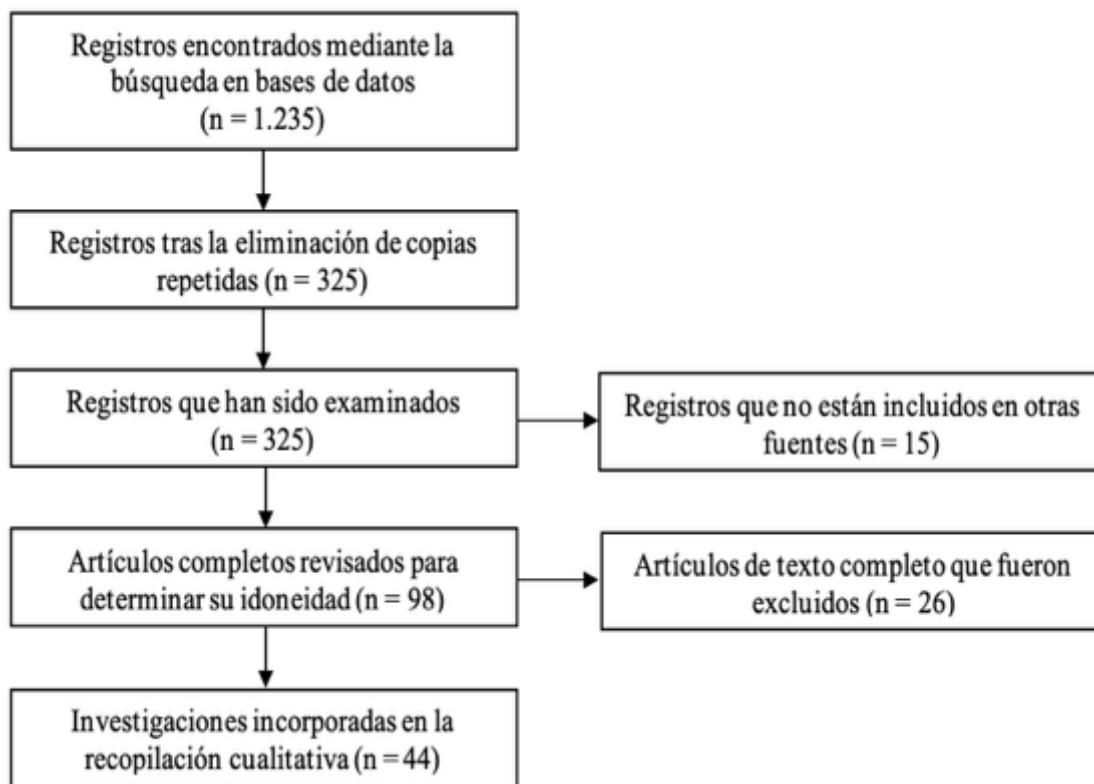 Registros encontrados mediante la
búsqueda en bases de datos
(n = 1.235)
Registros tras la eliminación de copias
repetidas (n = 325)
Registros que han sido examinados
(n = 325)
Registros que no están incluidos en otras
fuentes (n = 15)
Artículos completos revisados para
determinar su idoneidad (n = 98)
Artículos de texto completo que fueron
excluidos (n = 26)
Investigaciones incorporadas en la
recopilación cualitativa (n = 44)